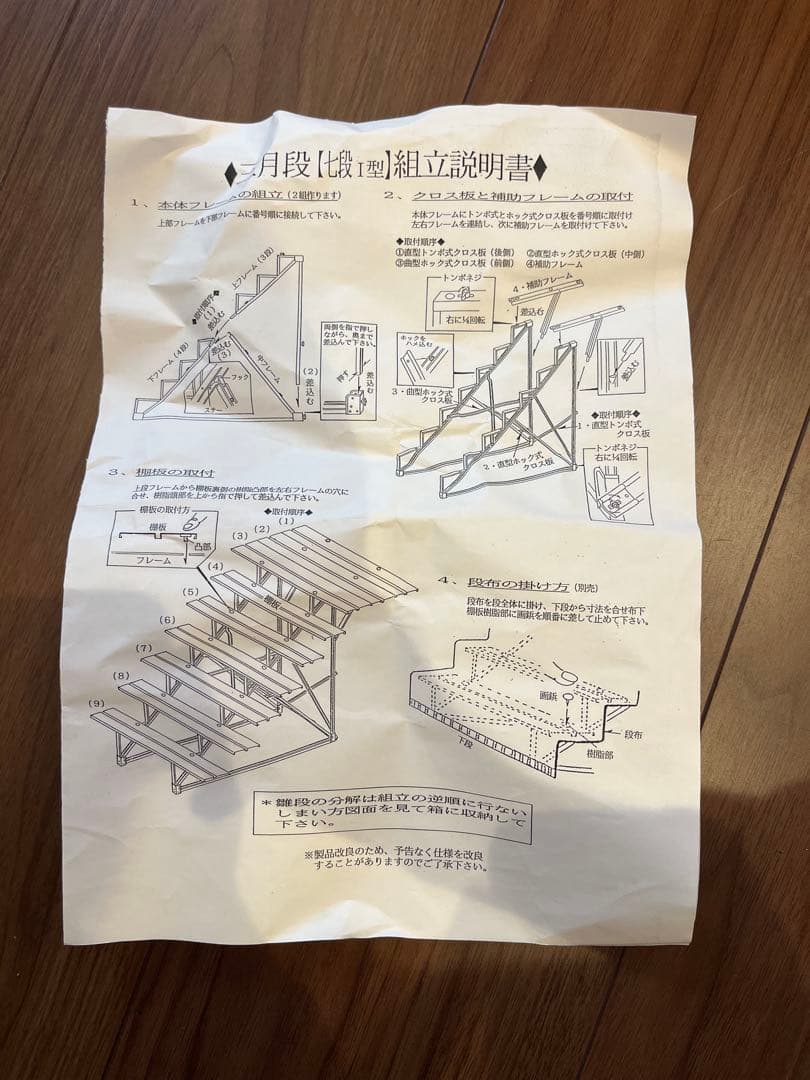 ◆三月段【七段Ⅰ型】組立説明書◆
1、本体フレームの組立(2組作ります)
上部フレームを下部フレームに番号順に接続して下さい。
上フレーム(3段)
◆取付順序◆
(1)
差込む
下フレーム(4段)
差込む
(3)
中フレーム
フック
ステー
(2)
差込む
両側を指で押し
ながら、奥まで
差込んで下さい。
押す
差込む
2、クロス板と補助フレームの取付
本体フレームにトンボ式とホック式クロス板を番号順に取付け
左右フレームを連結し、次に補助フレームを取付けて下さい。
◆取付順序◆
①直型トンボ式クロス板(後側) ②直型ホック式クロス板(中側)
③曲型ホック式クロス板(前側) ④補助フレーム
トンボネジ
右に¼回転
4・補助フレーム
差込む
ホックを
ハメ込む
差込む
3・曲型ホック式
クロス板
◆取付順序◆
1・直型トンボ式
クロス板
2・直型ホック式
クロス板
トンボネジ
右に¼回転
3、棚板の取付
上段フレームから棚板裏側の樹脂凸部を左右フレームの穴に
合せ、樹脂頭部を上から指で押して差込んで下さい。
棚板の取付方
棚板
凸部
フレーム
◆取付順序◆
(1)
(2)
(3)
(4)
棚板
(5)
(6)
(7)
(8)
(9)
4、段布の掛け方(別売)
段布を段全体に掛け、下段から寸法を合せ布下
棚板樹脂部に画鋲を順番に差して止めて下さい。
画鋲
段布
樹脂部
下段
*雛段の分解は組立の逆順に行ない
しまい方図面を見て箱に収納して
下さい。
※製品改良のため、予告なく仕様を改良
することがありますのでご了承下さい。